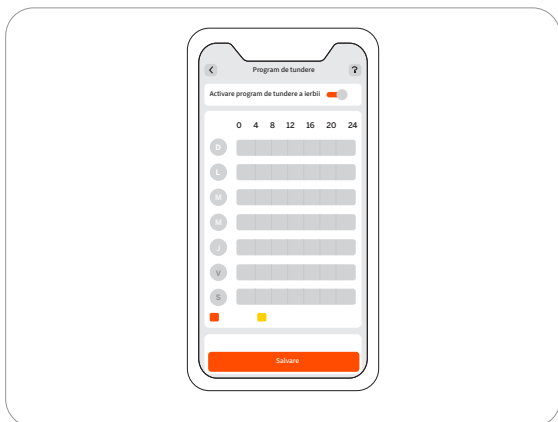 Program de tundere ?
Activare program de tundere a ierbii
0 4 8 12 16 20 24
D
L
M
M
J
V
S
Salvare